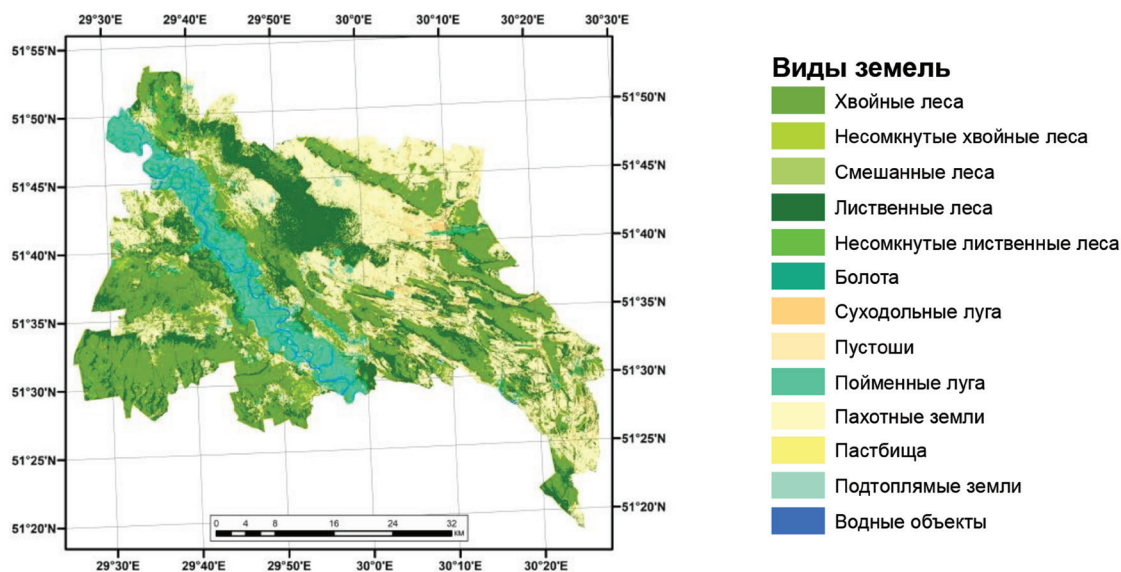 29°30'E 29°40'E 29°50'E 30°0'E 30°10'E 30°20'E 30°30'E
51°55'N
51°50'N
51°45'N
51°40'N
51°35'N
51°30'N
51°25'N
51°20'N
51°50'N
51°45'N
51°40'N
51°35'N
51°30'N
51°25'N
51°20'N
0 4 8 16 24 32
КМ
29°30'E 29°40'E 29°50'E 30°0'E 30°10'E 30°20'E
Виды земель
Хвойные леса
Несомкнутые хвойные леса
Смешанные леса
Лиственные леса
Несомкнутые лиственные леса
Болота
Суходольные луга
Пустоши
Пойменные луга
Пахотные земли
Пастбища
Подтоплямые земли
Водные объекты